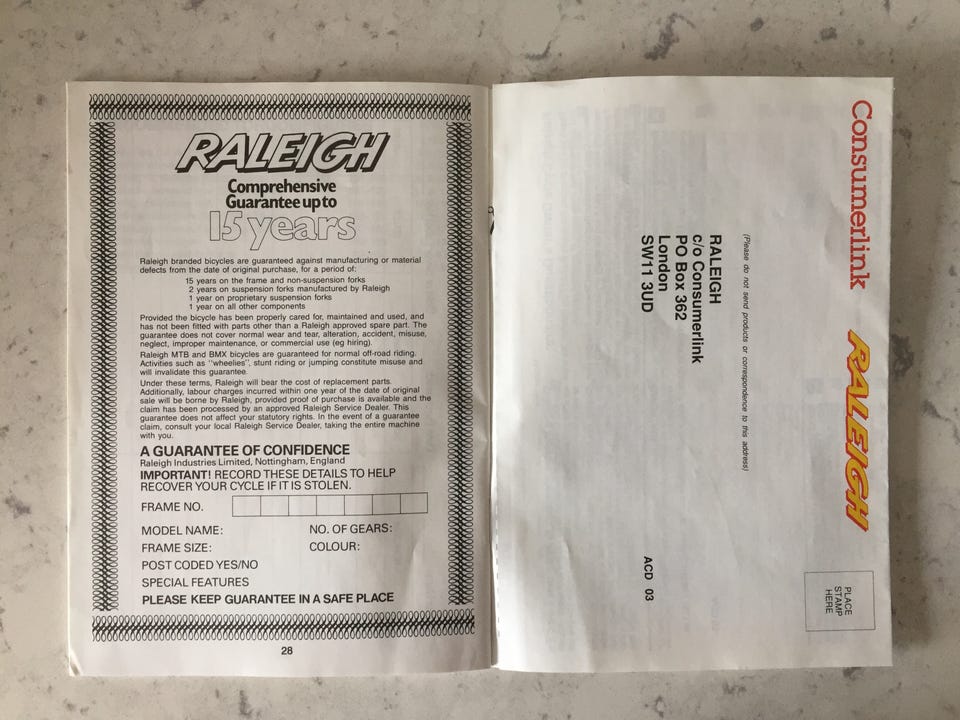 RALEIGH
Comprehensive
Guarantee up to
15 years
Raleigh branded bicycles are guaranteed against manufacturing or material
defects from the date of original purchase, for a period of:
15 years on the frame and non-suspension forks
2 years on suspension forks manufactured by Raleigh
1 year on proprietary suspension forks
1 year on all other components
Provided the bicycle has been properly cared for, maintained and used, and
has not been fitted with parts other than a Raleigh approved spare part. The
guarantee does not cover normal wear and tear, alteration, accident, misuse,
neglect, improper maintenance, or commercial use (eg hiring).
Raleigh MTB and BMX bicycles are guaranteed for normal off-road riding.
Activities such as "wheelies", stunt riding or jumping constitute misuse and
will invalidate this guarantee.
Under these terms, Raleigh will bear the cost of replacement parts.
Additionally, labour charges incurred within one year of the date of original
sale will be borne by Raleigh, provided proof of purchase is available and the
claim has been processed by an approved Raleigh Service Dealer. This
guarantee does not affect your statutory rights. In the event of a guarantee
claim, consult your local Raleigh Service Dealer, taking the entire machine
with you.
A GUARANTEE OF CONFIDENCE
Raleigh Industries Limited, Nottingham, England
IMPORTANT! RECORD THESE DETAILS TO HELP
RECOVER YOUR CYCLE IF IT IS STOLEN.
FRAME NO.
MODEL NAME: NO. OF GEARS:
FRAME SIZE: COLOUR:
POST CODED YES/NO
SPECIAL FEATURES
PLEASE KEEP GUARANTEE IN A SAFE PLACE
28
Consumerlink RALEIGH
PLACE
STAMP
HERE
(Please do not send products or correspondence to this address)
RALEIGH
c/o Consumerlink
PO Box 362
London
SW11 3UD
ACD 03